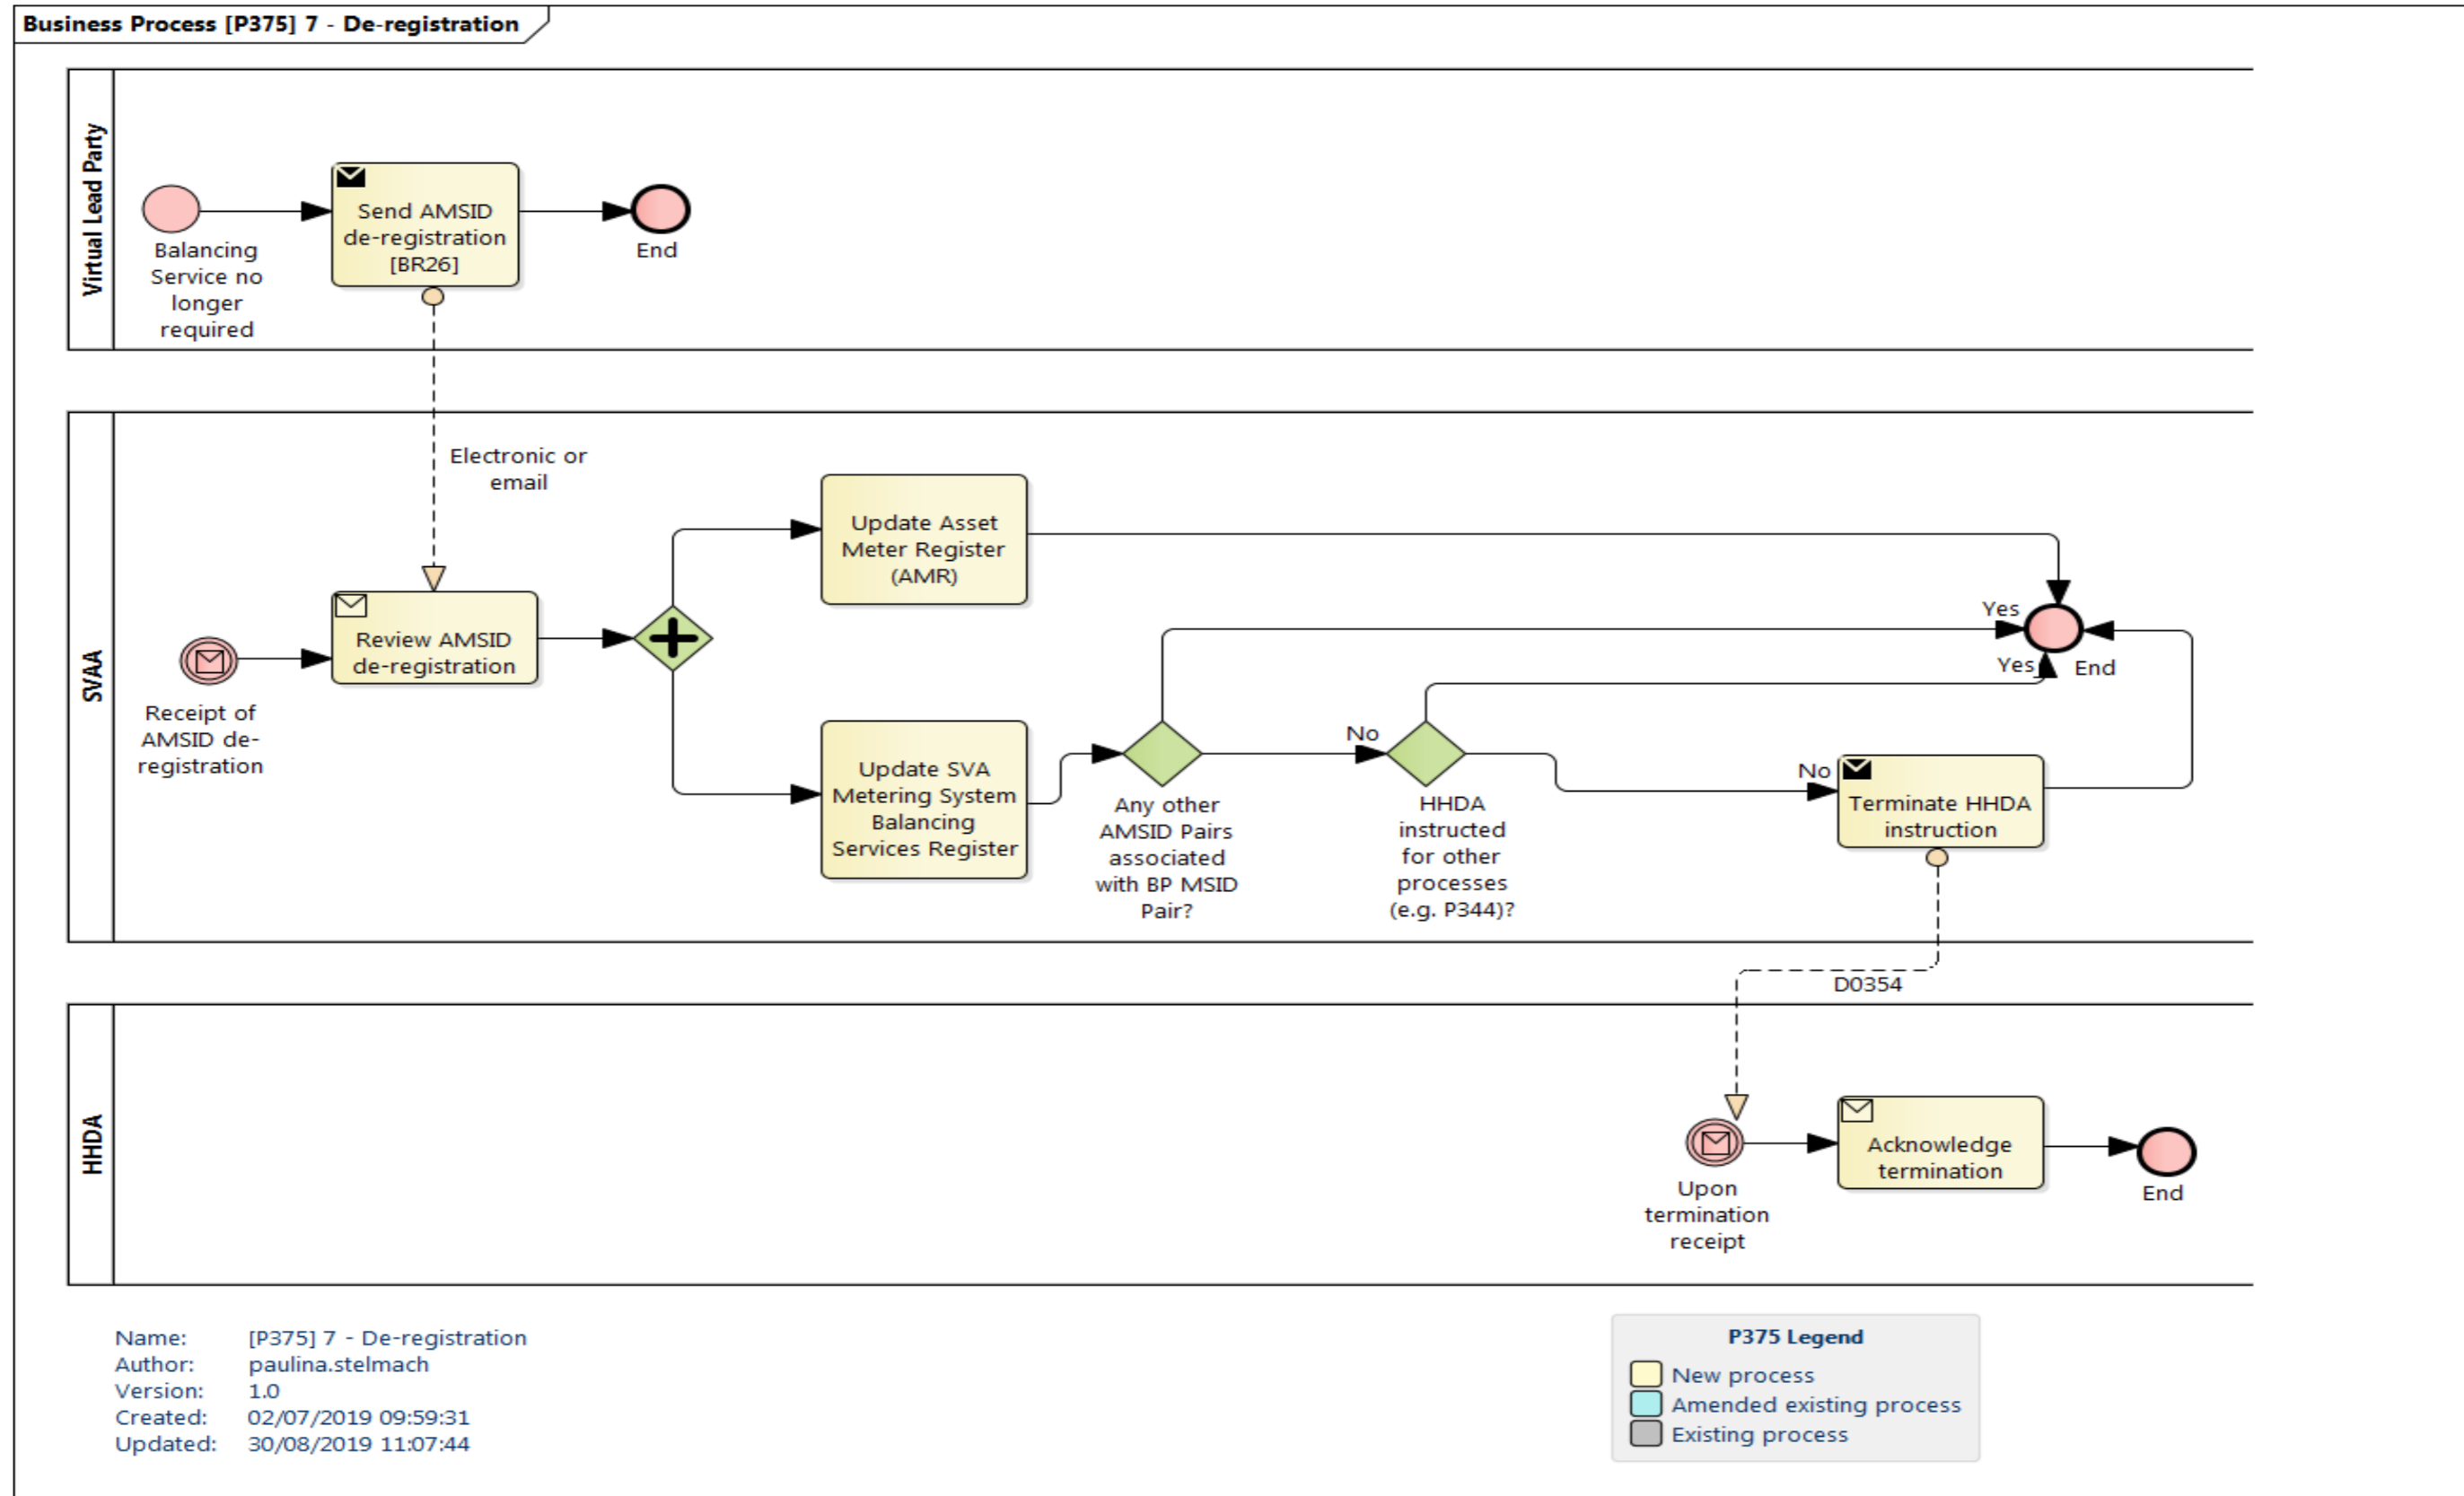 Business Process [P375] 7 - De-registration
Virtual Lead Party
Balancing
Service no
longer
required
Send AMSID
de-registration
[BR26]
End
SVAA
Electronic or
email
Receipt of
AMSID de-
registration
Review AMSID
de-registration
Update Asset
Meter Register
(AMR)
Update SVA
Metering System
Balancing
Services Register
Any other
AMSID Pairs
associated
with BP MSID
Pair?
Yes
No
HHDA
instructed
for other
processes
(e.g. P344)?
Yes
No
Terminate HHDA
instruction
End
D0354
HHDA
Upon
termination
receipt
Acknowledge
termination
End
Name: [P375] 7 - De-registration
Author: paulina.stelmach
Version: 1.0
Created: 02/07/2019 09:59:31
Updated: 30/08/2019 11:07:44
P375 Legend
New process
Amended existing process
Existing process